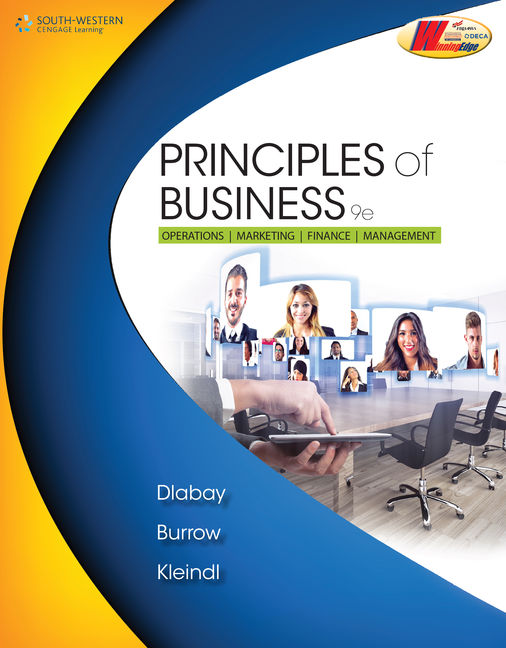 SOUTH-WESTERN
CENGAGE Learning
WinningEdge
DECA
PRINCIPLES of
BUSINESS 9e
OPERATIONS | MARKETING | FINANCE | MANAGEMENT
Dlabay
Burrow
Kleindl